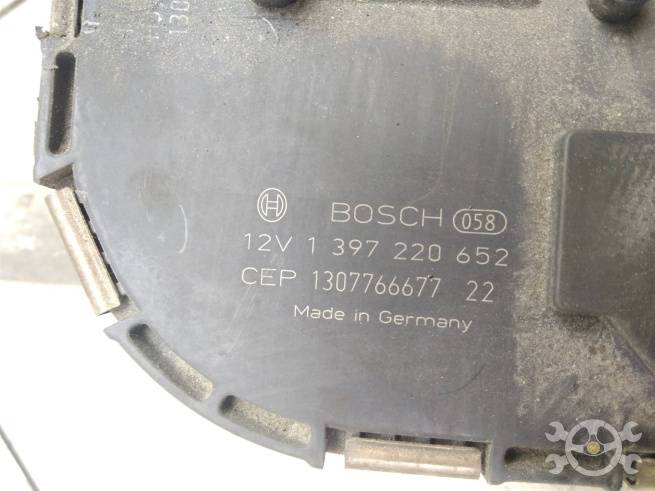 BOSCH 058
12V 1 397 220 652
CEP 1307766677 22
Made in Germany